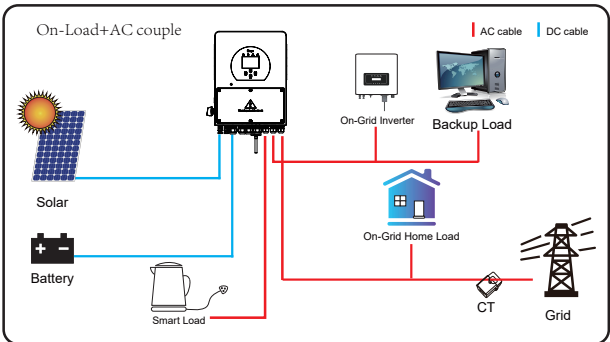 On-Load+AC couple
AC cable
DC cable
On-Grid Inverter
Backup Load
Solar
On-Grid Home Load
Battery
Smart Load
CT
Grid